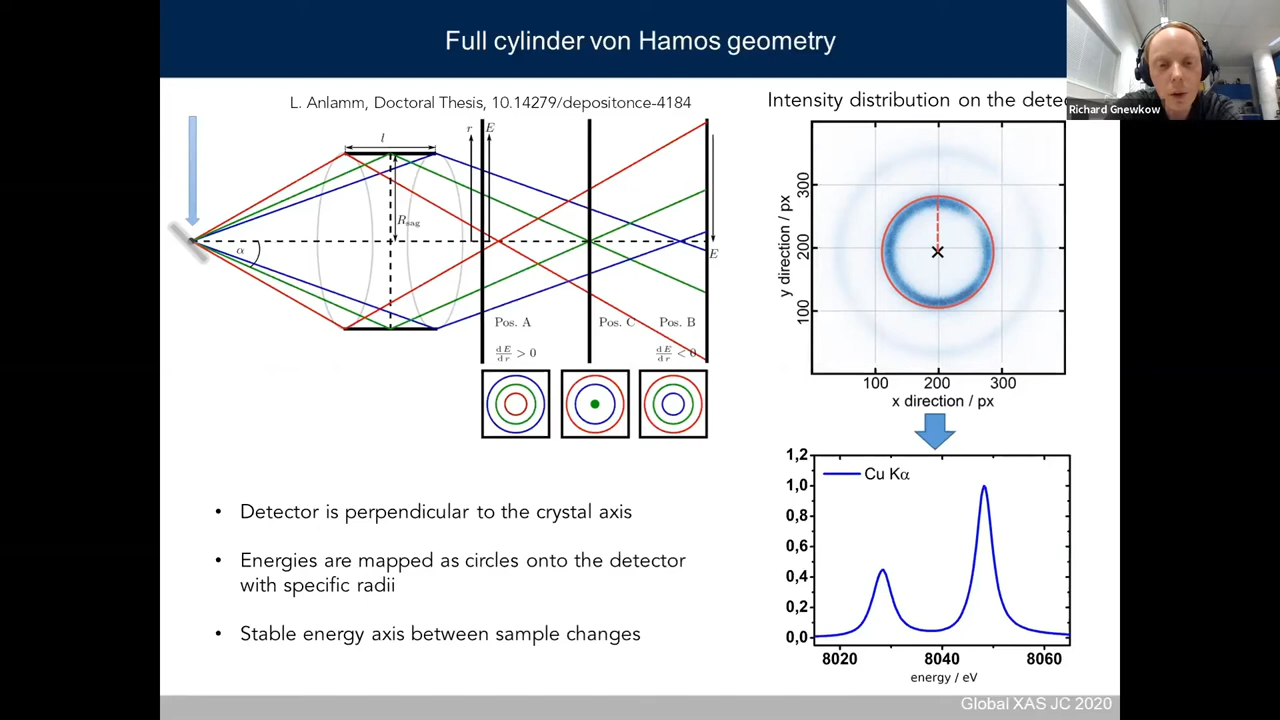 Full cylinder von Hamos geometry
Richard Gnewkow
L. Anlamm, Doctoral Thesis, 10.14279/depositonce-4184
l
r
E
R_sag
α
E
Pos. A
Pos. C
Pos. B
dE/dr > 0
dE/dr < 0
Intensity distribution on the
300
200
100
y direction / px
100
200
300
x direction / px
1,2
1,0
0,8
0,6
0,4
0,2
0,0
Cu Kα
8020
8040
8060
energy / eV
• Detector is perpendicular to the crystal axis
• Energies are mapped as circles onto the detector
with specific radii
• Stable energy axis between sample changes
Global XAS JC 2020